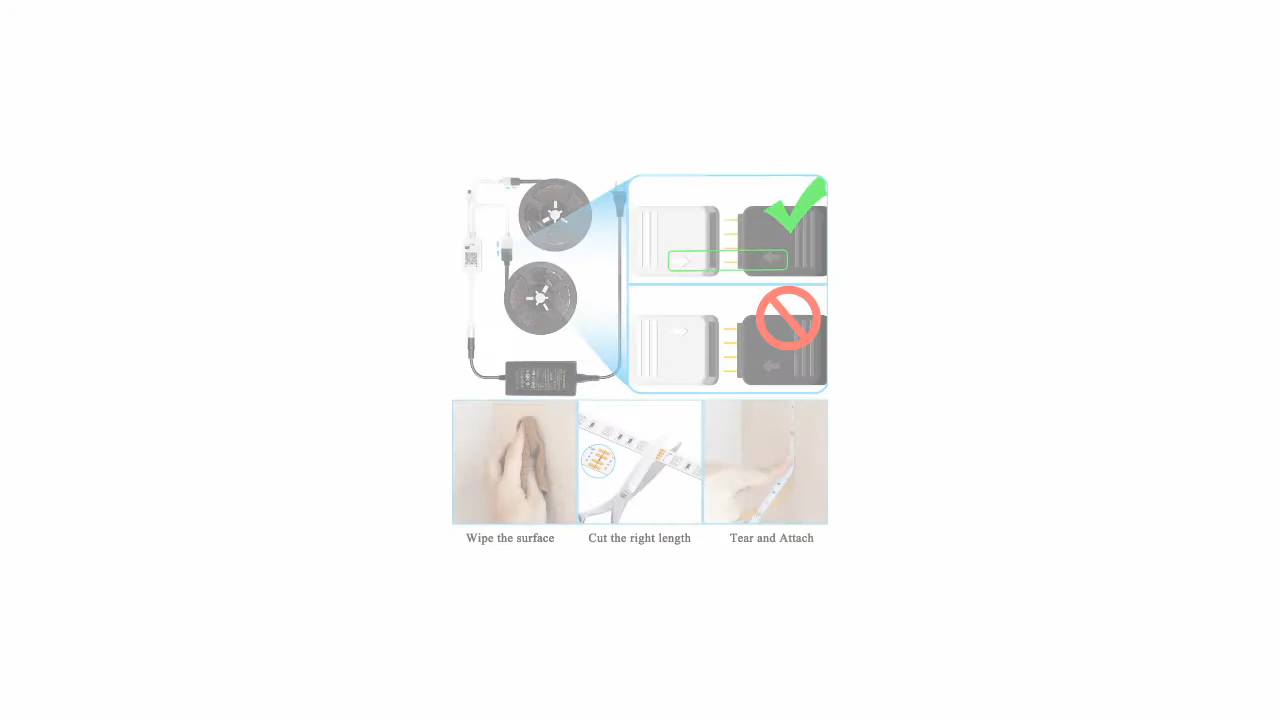 Wipe the surface
Cut the right length
Tear and Attach